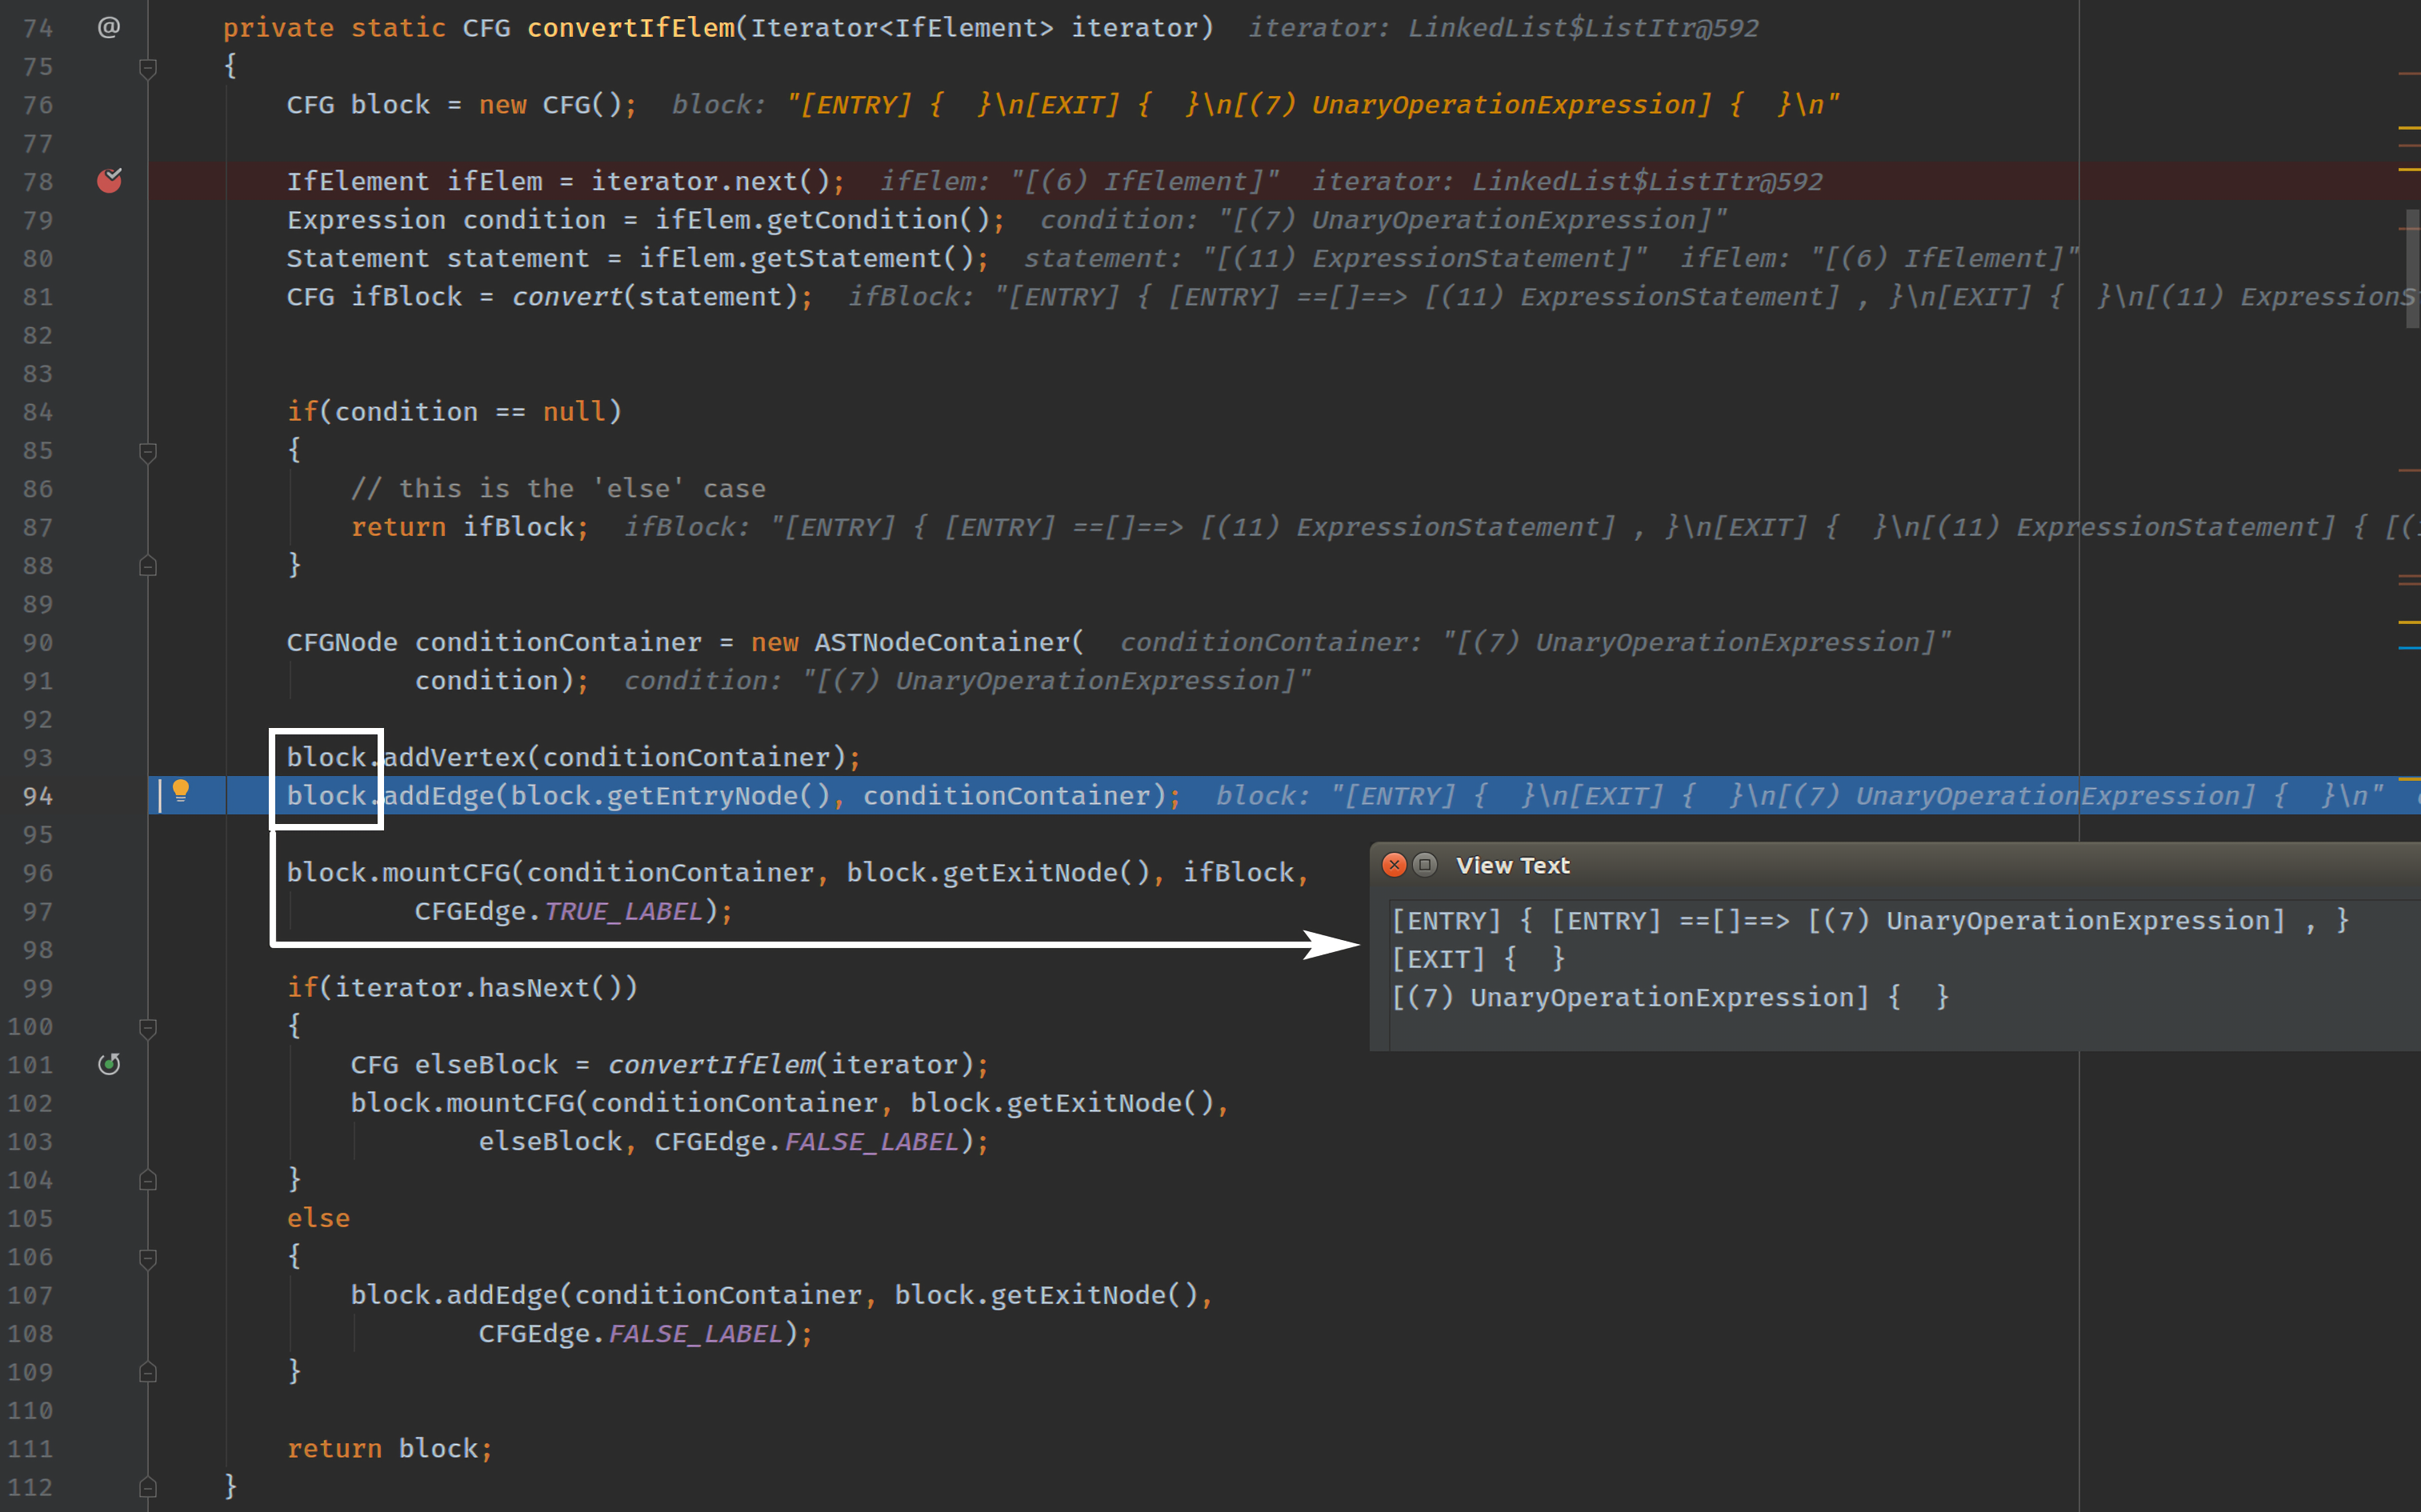 74 @ private static CFG convertIfElem(Iterator<IfElement> iterator) iterator: LinkedList$ListItr@592
75 {
76 CFG block = new CFG(); block: "[ENTRY] {  }\n[EXIT] {  }\n[(7) UnaryOperationExpression] {  }\n"
77
78 IfElement ifElem = iterator.next(); ifElem: "[(6) IfElement]" iterator: LinkedList$ListItr@592
79 Expression condition = ifElem.getCondition(); condition: "[(7) UnaryOperationExpression]"
80 Statement statement = ifElem.getStatement(); statement: "[(11) ExpressionStatement]" ifElem: "[(6) IfElement]"
81 CFG ifBlock = convert(statement); ifBlock: "[ENTRY] { [ENTRY] ==[]==> [(11) ExpressionStatement] , }\n[EXIT] {  }\n[(11) ExpressionS
82
83
84 if(condition == null)
85 {
86 // this is the 'else' case
87 return ifBlock; ifBlock: "[ENTRY] { [ENTRY] ==[]==> [(11) ExpressionStatement] , }\n[EXIT] {  }\n[(11) ExpressionStatement] { [(
88 }
89
90 CFGNode conditionContainer = new ASTNodeContainer( conditionContainer: "[(7) UnaryOperationExpression]"
91 condition); condition: "[(7) UnaryOperationExpression]"
92
93 block.addVertex(conditionContainer);
94 block.addEdge(block.getEntryNode(), conditionContainer); block: "[ENTRY] {  }\n[EXIT] {  }\n[(7) UnaryOperationExpression] {  }\n"
95
96 block.mountCFG(conditionContainer, block.getExitNode(), ifBlock,
97 CFGEdge.TRUE_LABEL);
98
99 if(iterator.hasNext())
100 {
101 CFG elseBlock = convertIfElem(iterator);
102 block.mountCFG(conditionContainer, block.getExitNode(),
103 elseBlock, CFGEdge.FALSE_LABEL);
104 }
105 else
106 {
107 block.addEdge(conditionContainer, block.getExitNode(),
108 CFGEdge.FALSE_LABEL);
109 }
110
111 return block;
112 }
View Text
[ENTRY] { [ENTRY] ==[]==> [(7) UnaryOperationExpression] , }
[EXIT] {  }
[(7) UnaryOperationExpression] {  }